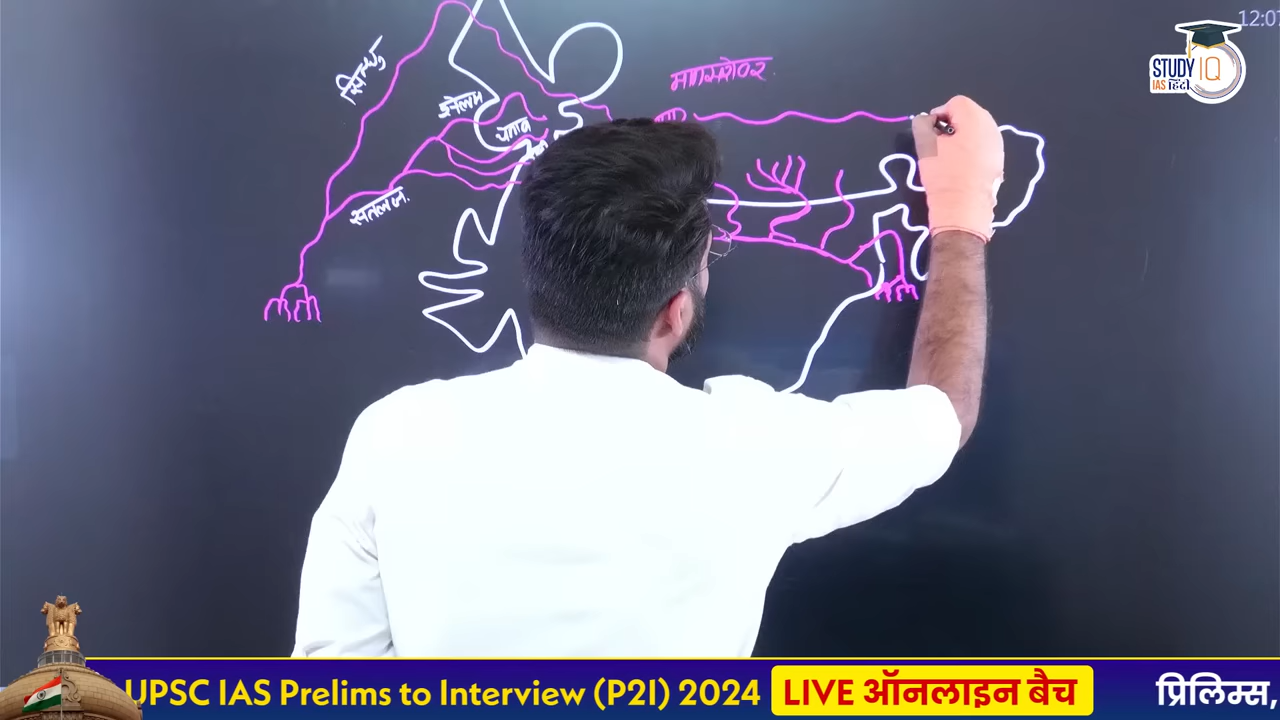 12:07
STUDY IQ
IAS हिंदी
सिन्धु
मानसरोवर
झेलम
चेनाब
सतलज.
UPSC IAS Prelims to Interview (P2I) 2024 LIVE ऑनलाइन बैच प्रिलिम्स,